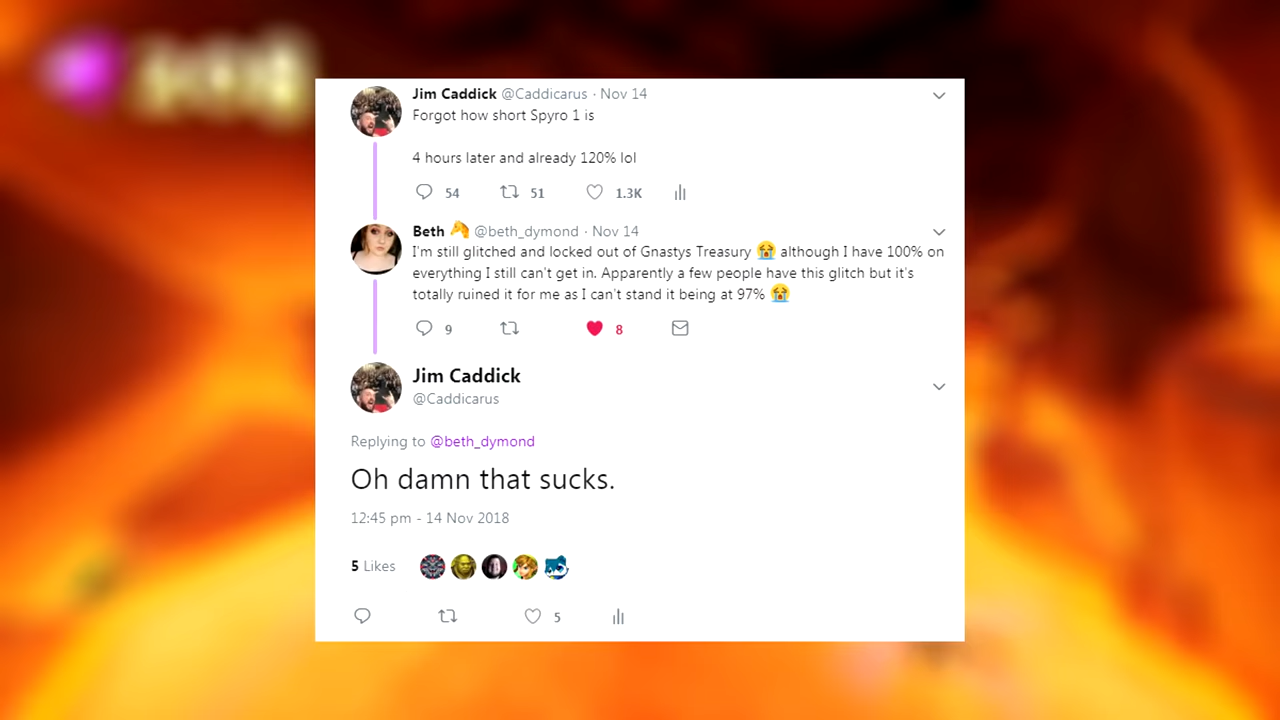 Jim Caddick @Caddicarus · Nov 14
Forgot how short Spyro 1 is
4 hours later and already 120% lol
54 51 1.3K
Beth 🐴 @beth_dymond · Nov 14
I'm still glitched and locked out of Gnastys Treasury 😭 although I have 100% on
everything I still can't get in. Apparently a few people have this glitch but it's
totally ruined it for me as I can't stand it being at 97% 😭
9 8
Jim Caddick
@Caddicarus
Replying to @beth_dymond
Oh damn that sucks.
12:45 pm - 14 Nov 2018
5 Likes
5